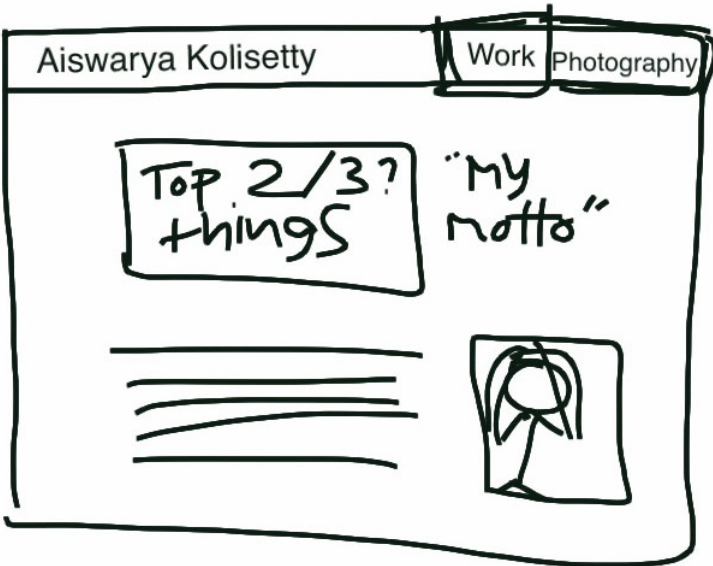 Aiswarya Kolisetty
Work
Photography
Top 2/3?
things
"My
motto"